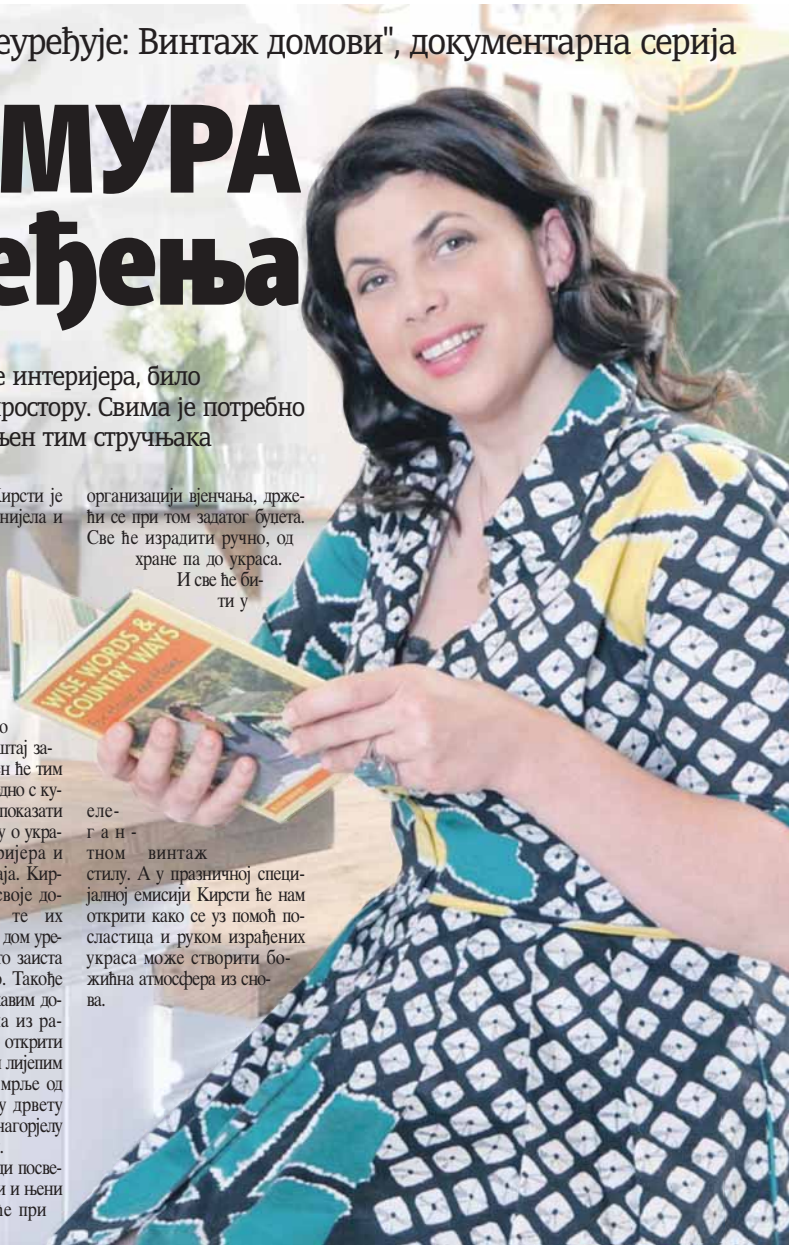 еуређује: Винтаж домови", документарна серија
МУРА
еђења
е интеријера, било
простору. Свима је потребно
њен тим стручњака
Кирсти је
нијела и
о
штај за-
н ће тим
дно с ку-
показати
у о укра-
ријера и
аја. Кир-
своје до-
те их
дом уре-
то заиста
о. Такође
авим до-
а из ра-
открити
и лијепим
мрље од
у дрвету
нагорјелу
.
ци посве-
и и њени
ће при
организацији вјенчања, држе-
ћи се при том задатог буџета.
Све ће израдити ручно, од
хране па до украса.
И све ће би-
ти у
еле-
г а н -
тном винтаж
стилу. А у празничној специ-
јалној емисији Кирсти ће нам
открити како се уз помоћ по-
сластица и руком израђених
украса може створити бо-
жићна атмосфера из сно-
ва.
WISE WORDS &
COUNTRY WAYS